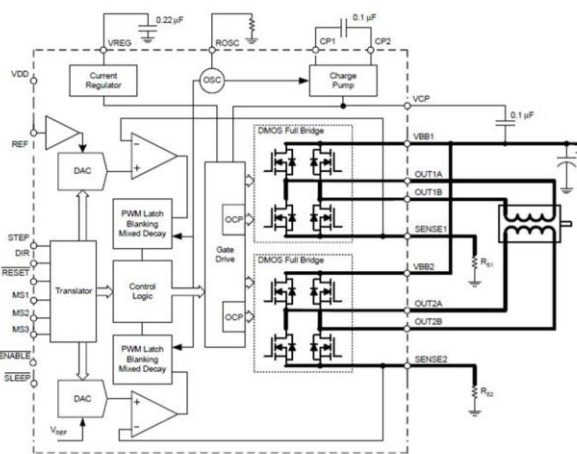 0.22 µF
0.1 µF
VREG
ROSC
CP1
CP2
VDD
Current
Regulator
OSC
Charge
Pump
VCP
0.1 µF
REF
DMOS Full Bridge
VBB1
DAC
OUT1A
OUT1B
PWM Latch
Blanking
Mixed Decay
OCP
SENSE1
STEP
DIR
RESET
MS1
MS2
MS3
Translator
Control
Logic
Gate
Drive
DMOS Full Bridge
VBB2
RS1
OUT2A
OUT2B
OCP
PWM Latch
Blanking
Mixed Decay
ENABLE
SLEEP
SENSE2
DAC
RS2
VREF